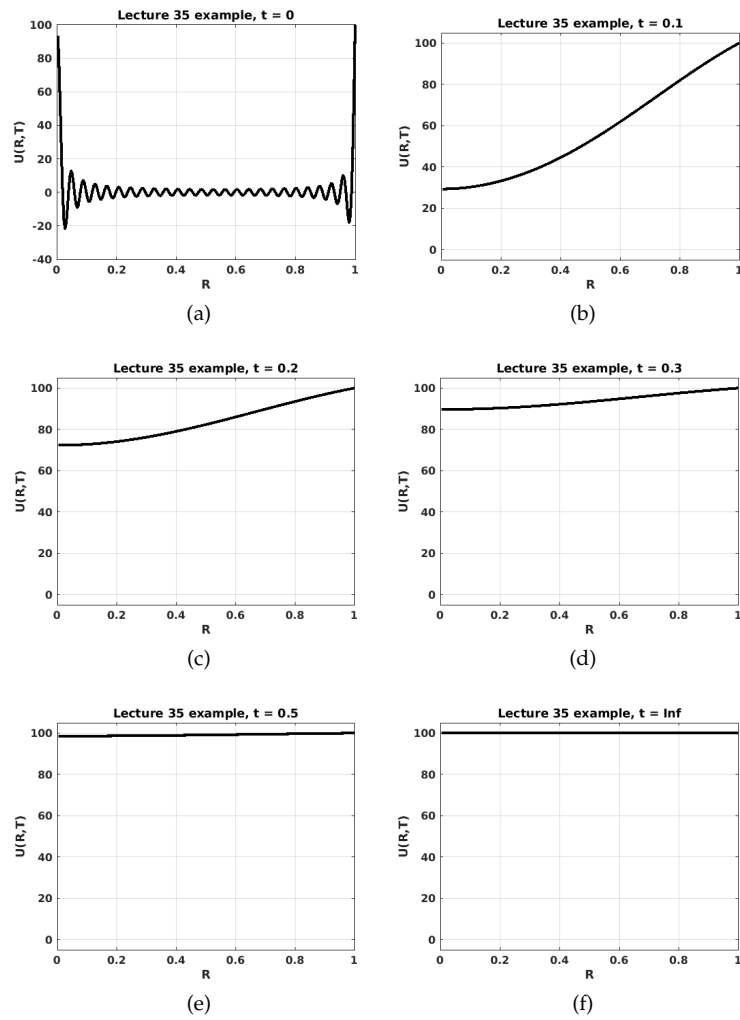 Lecture 35 example, t = 0
100
80
60
40
20
0
-20
-40
U(R,T)
0 0.2 0.4 0.6 0.8 1
R
(a)
Lecture 35 example, t = 0.1
100
80
60
40
20
0
U(R,T)
0 0.2 0.4 0.6 0.8 1
R
(b)
Lecture 35 example, t = 0.2
100
80
60
40
20
0
U(R,T)
0 0.2 0.4 0.6 0.8 1
R
(c)
Lecture 35 example, t = 0.3
100
80
60
40
20
0
U(R,T)
0 0.2 0.4 0.6 0.8 1
R
(d)
Lecture 35 example, t = 0.5
100
80
60
40
20
0
U(R,T)
0 0.2 0.4 0.6 0.8 1
R
(e)
Lecture 35 example, t = Inf
100
80
60
40
20
0
U(R,T)
0 0.2 0.4 0.6 0.8 1
R
(f)